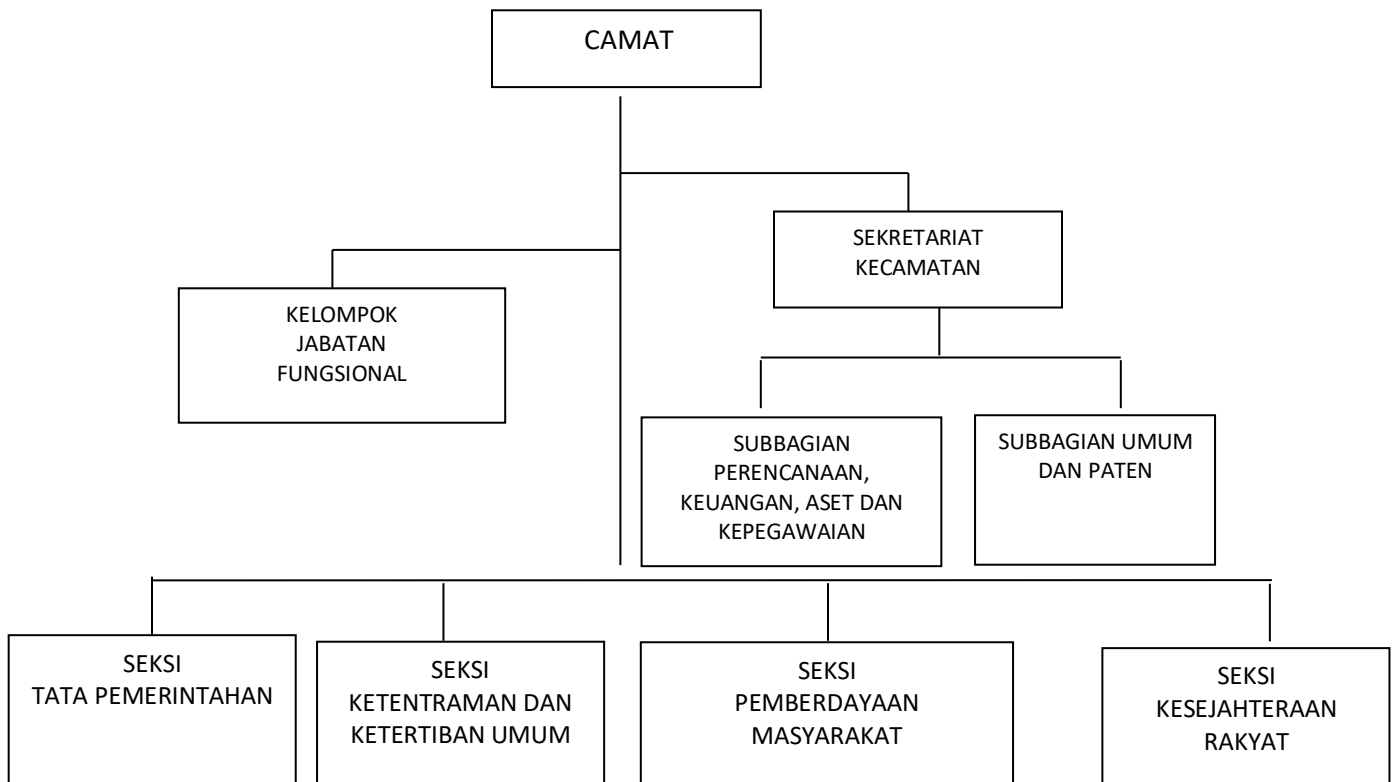 CAMAT
SEKRETARIAT
KECAMATAN
KELOMPOK
JABATAN
FUNGSIONAL
SUBBAGIAN
PERENCANAAN,
KEUANGAN, ASET DAN
KEPEGAWAIAN
SUBBAGIAN UMUM
DAN PATEN
SEKSI
TATA PEMERINTAHAN
SEKSI
KETENTRAMAN DAN
KETERTIBAN UMUM
SEKSI
PEMBERDAYAAN
MASYARAKAT
SEKSI
KESEJAHTERAAN
RAKYAT